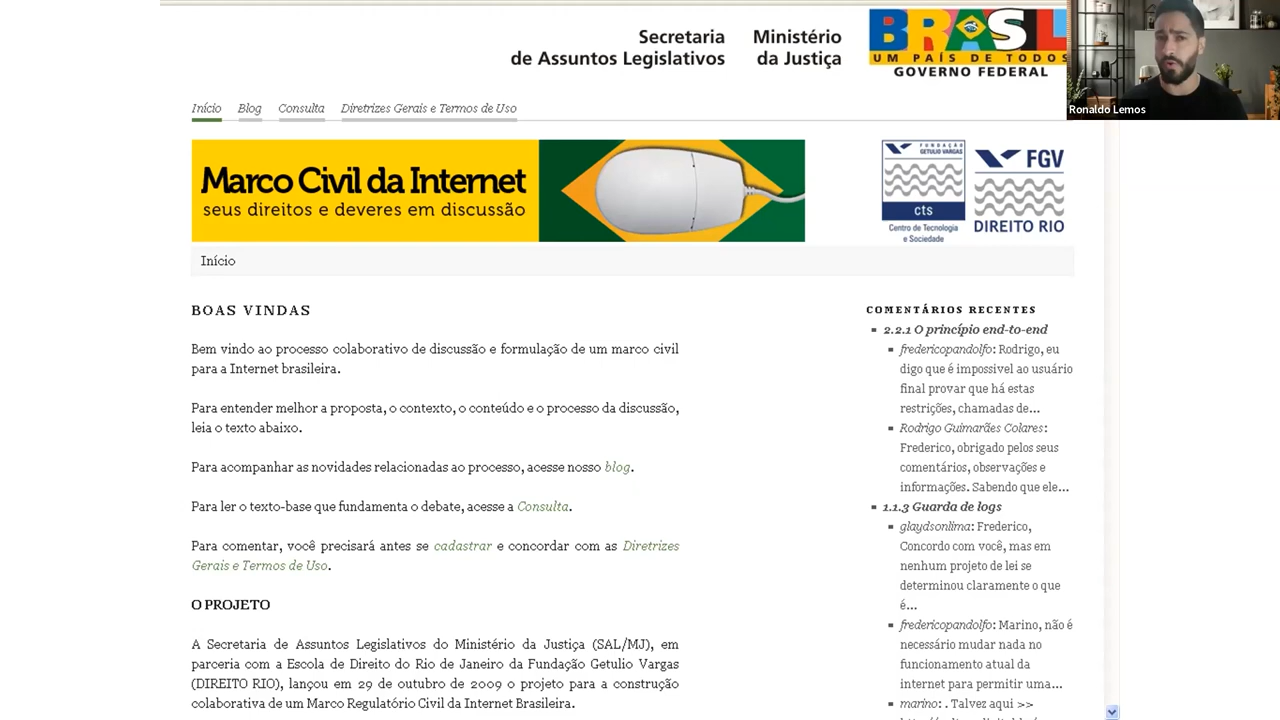 Secretaria
de Assuntos Legislativos
Ministério
da Justiça
BRASIL
UM PAÍS DE TODOS
GOVERNO FEDERAL
Ronaldo Lemos
Início Blog Consulta Diretrizes Gerais e Termos de Uso
Marco Civil da Internet
seus direitos e deveres em discussão
FUNDAÇÃO
GETULIO VARGAS
cts
Centro de Tecnologia
e Sociedade
FGV
DIREITO RIO
Início
BOAS VINDAS
Bem vindo ao processo colaborativo de discussão e formulação de um marco civil
para a Internet brasileira.
Para entender melhor a proposta, o contexto, o conteúdo e o processo da discussão,
leia o texto abaixo.
Para acompanhar as novidades relacionadas ao processo, acesse nosso blog.
Para ler o texto-base que fundamenta o debate, acesse a Consulta.
Para comentar, você precisará antes se cadastrar e concordar com as Diretrizes
Gerais e Termos de Uso.
O PROJETO
A Secretaria de Assuntos Legislativos do Ministério da Justiça (SAL/MJ), em
parceria com a Escola de Direito do Rio de Janeiro da Fundação Getulio Vargas
(DIREITO RIO), lançou em 29 de outubro de 2009 o projeto para a construção
colaborativa de um Marco Regulatório Civil da Internet Brasileira.
COMENTÁRIOS RECENTES
2.2.1 O princípio end-to-end
fredericopandolfo: Rodrigo, eu
digo que é impossivel ao usuário
final provar que há estas
restrições, chamadas de...
Rodrigo Guimarães Colares:
Frederico, obrigado pelos seus
comentários, observações e
informações. Sabendo que ele...
1.1.3 Guarda de logs
glaydsonlima: Frederico,
Concordo com você, mas em
nenhum projeto de lei se
determinou claramente o que
é...
fredericopandolfo: Marino, não é
necessário mudar nada no
funcionamento atual da
internet para permitir uma...
marino: . Talvez aqui >>